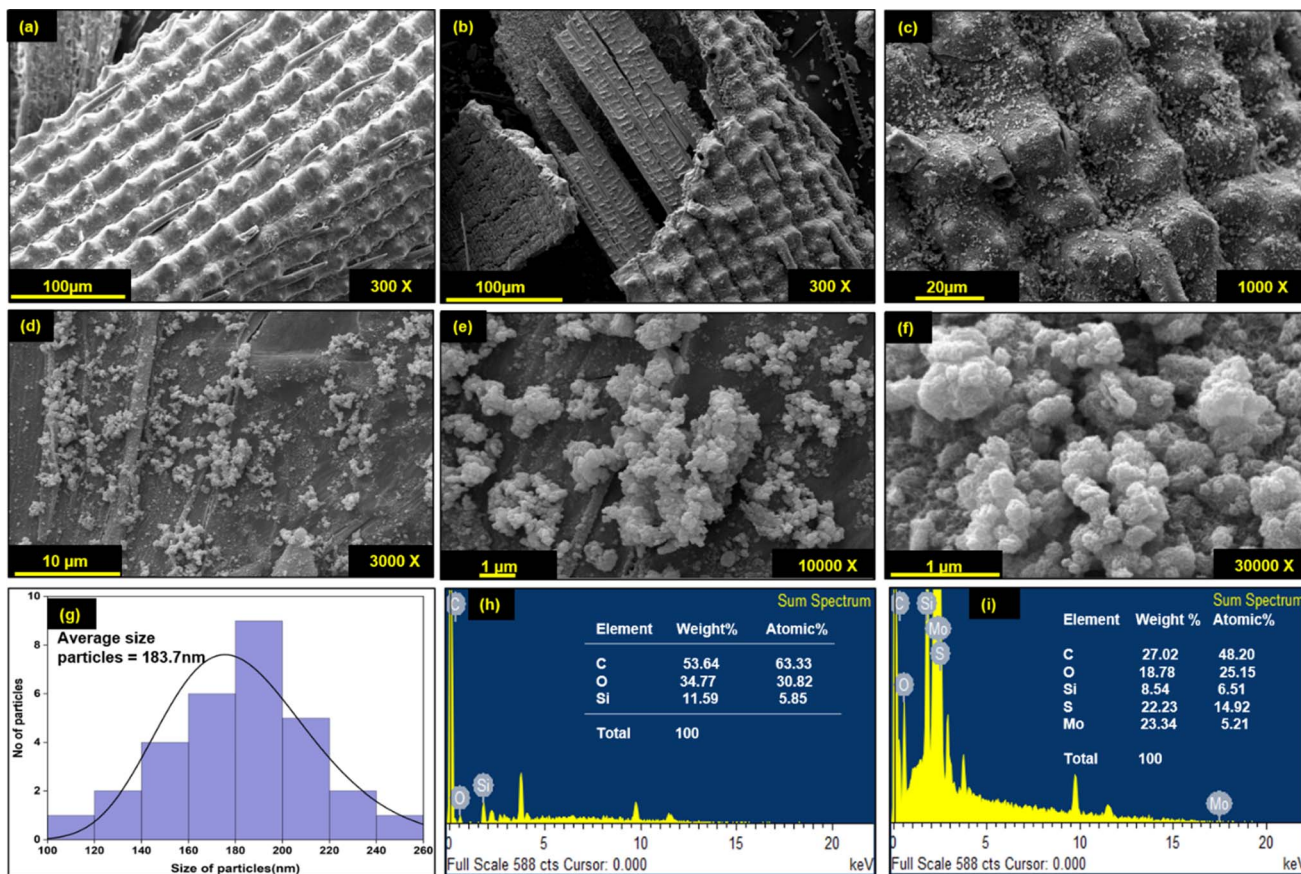 (a)
100µm
300 X
(b)
100µm
300 X
(c)
20µm
1000 X
(d)
10 µm
3000 X
(e)
1 µm
10000 X
(f)
1 µm
30000 X
(g)
Average size
particles = 183.7nm
No of particles
10
8
6
4
2
0
100 120 140 160 180 200 220 240 260
Size of particles(nm)
(h)
Sum Spectrum
Element Weight% Atomic%
C 53.64 63.33
O 34.77 30.82
Si 11.59 5.85
Total 100
C
O
Si
0 5 10 15 20
Full Scale 588 cts Cursor: 0.000 keV
(i)
Sum Spectrum
Element Weight % Atomic%
C 27.02 48.20
O 18.78 25.15
Si 8.54 6.51
S 22.23 14.92
Mo 23.34 5.21
Total 100
C
Si
Mo
S
O
Mo
0 5 10 15 20
Full Scale 588 cts Cursor: 0.000 keV